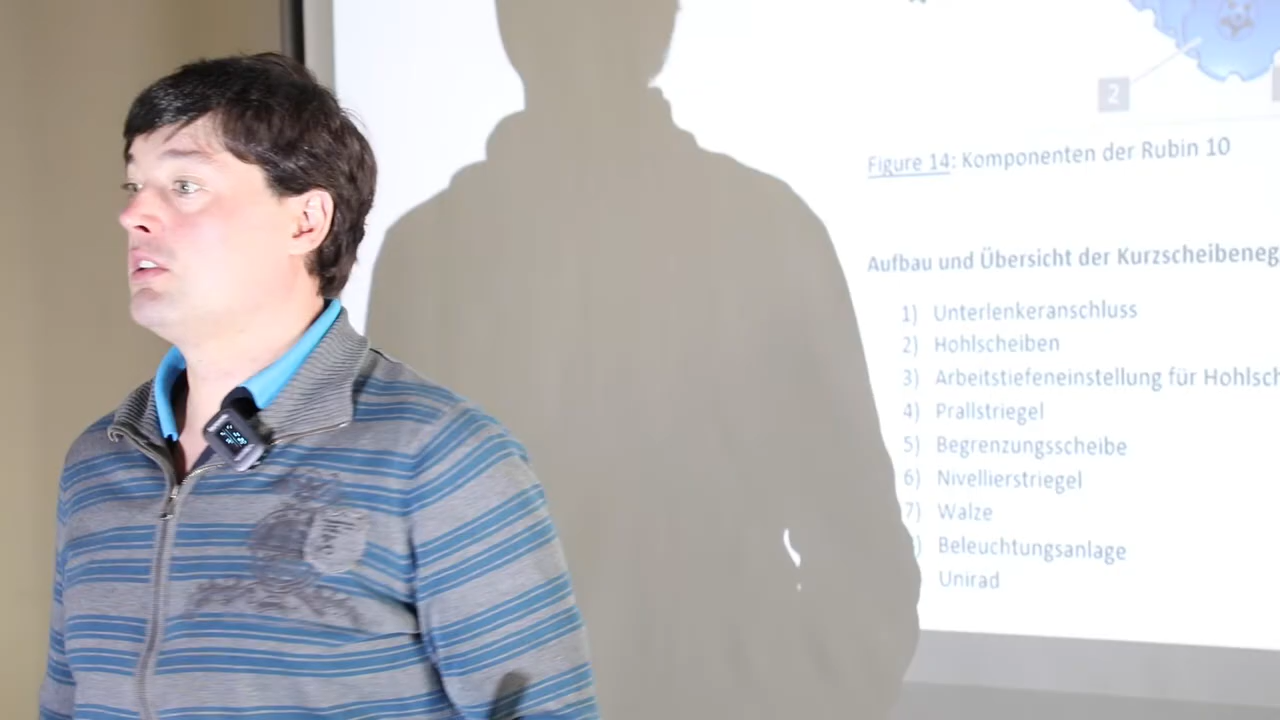 2
Figure 14: Komponenten der Rubin 10
Aufbau und Übersicht der Kurzscheibeneg
1) Unterlenkeranschluss
2) Hohlscheiben
3) Arbeitstiefeneinstellung für Hohlsch
4) Prallstriegel
5) Begrenzungsscheibe
6) Nivellierstriegel
7) Walze
) Beleuchtungsanlage
Unirad